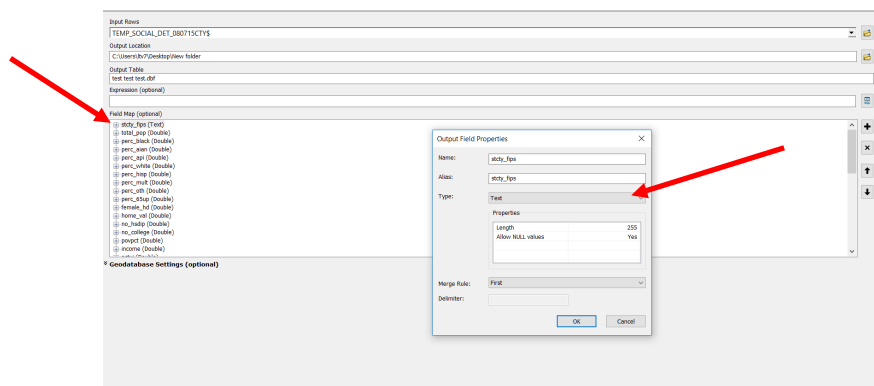 Input Rows
TEMP_SOCIAL_DET_080715CTY$
Output Location
C:\Users\ltv7\Desktop\New folder
Output Table
test test test.dbf
Expression (optional)
Field Map (optional)
stcty_fips (Text)
total_pop (Double)
perc_black (Double)
perc_aian (Double)
perc_api (Double)
perc_white (Double)
perc_hisp (Double)
perc_mult (Double)
perc_oth (Double)
perc_65up (Double)
female_hd (Double)
home_val (Double)
no_hsdip (Double)
no_college (Double)
povpct (Double)
income (Double)
Geodatabase Settings (optional)
Output Field Properties
Name:
stcty_fips
Alias:
stcty_fips
Type:
Text
Properties
Length 255
Allow NULL values Yes
Merge Rule:
First
Delimiter:
OK Cancel